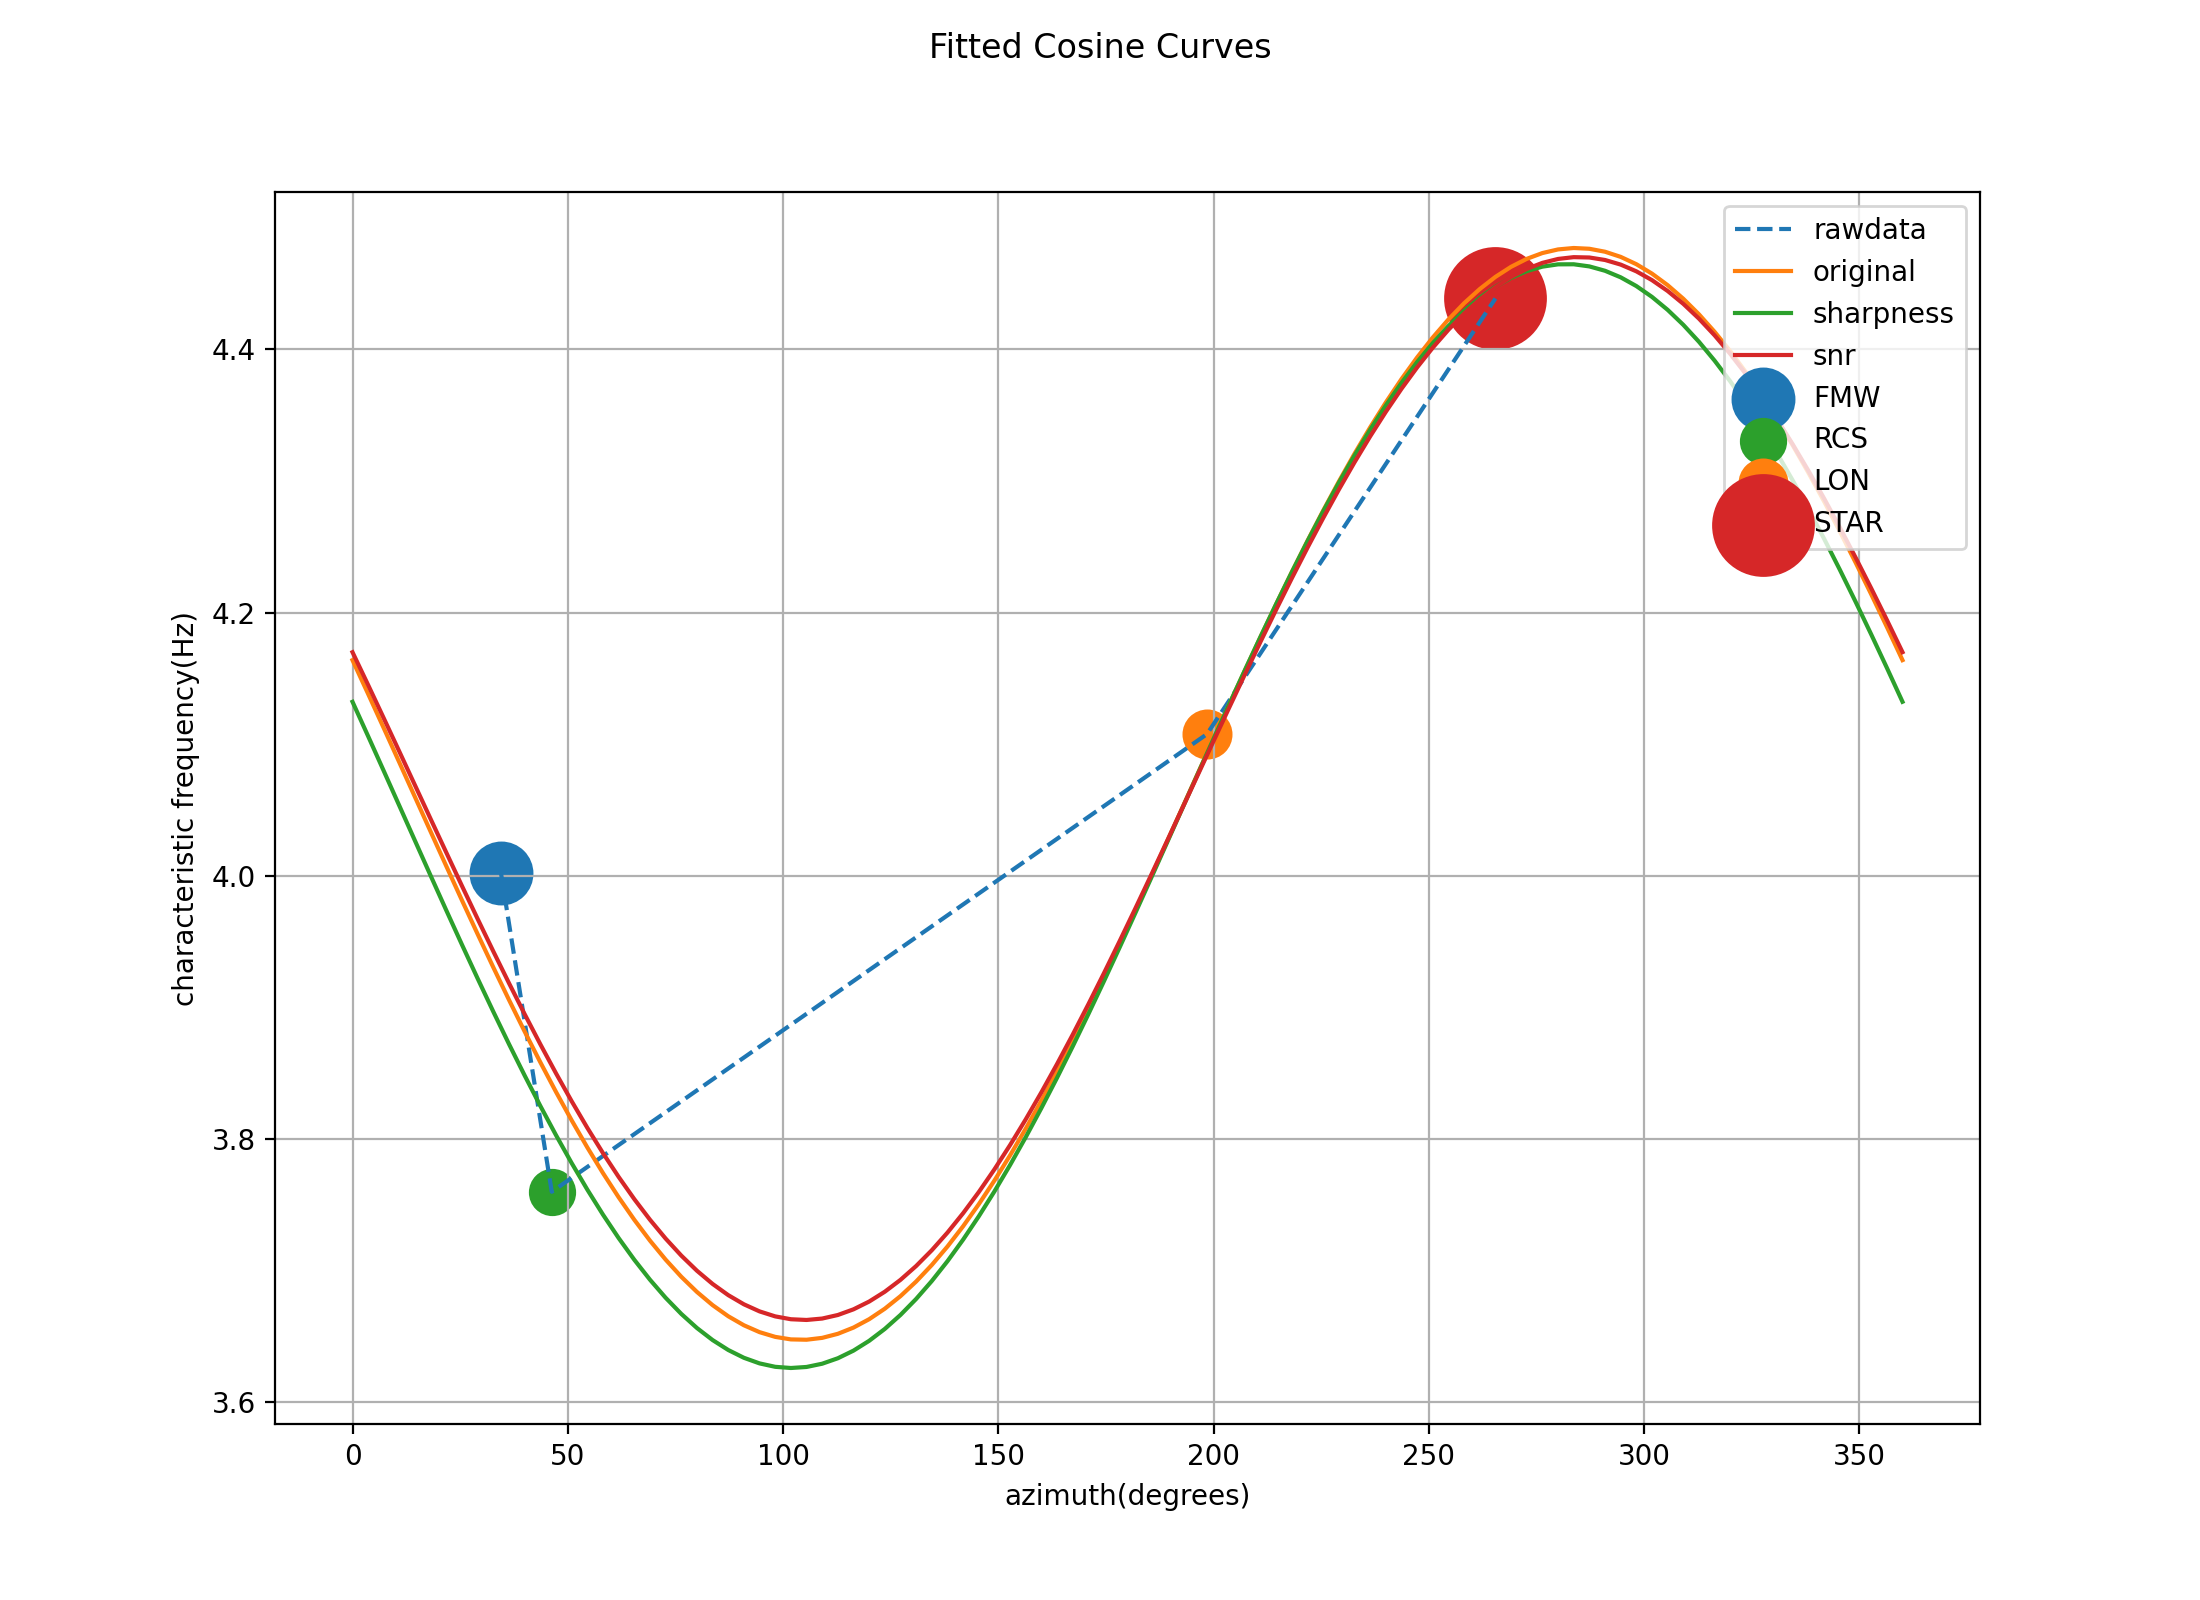 Fitted Cosine Curves
rawdata
original
sharpness
snr
FMW
RCS
LON
STAR
characteristic frequency(Hz)
4.4
4.2
4.0
3.8
3.6
0 50 100 150 200 250 300 350
azimuth(degrees)